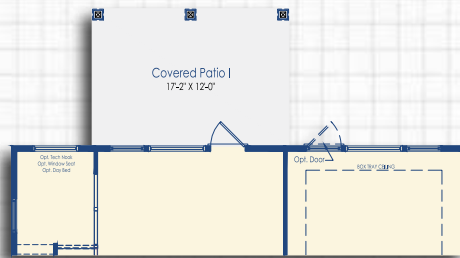 Covered Patio I
17'-2" X 12'-0"
Opt. Tech Nook
Opt. Window Seat
Opt. Day Bed
Opt. Door
BOX TRAY CEILING